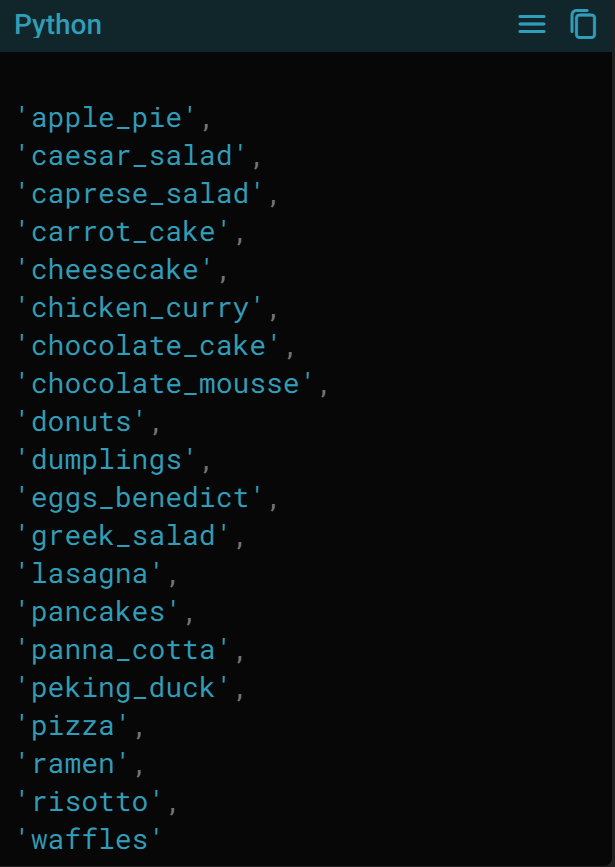 Python
'apple_pie',
'caesar_salad',
'caprese_salad',
'carrot_cake',
'cheesecake',
'chicken_curry',
'chocolate_cake',
'chocolate_mousse',
'donuts',
'dumplings',
'eggs_benedict',
'greek_salad',
'lasagna',
'pancakes',
'panna_cotta',
'peking_duck',
'pizza',
'ramen',
'risotto',
'waffles'